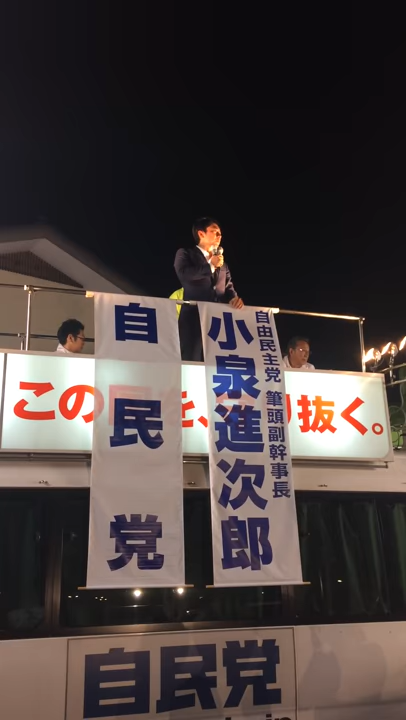 自民党
自由民主党 筆頭副幹事長
小泉進次郎
この を、 り抜く。
自民党